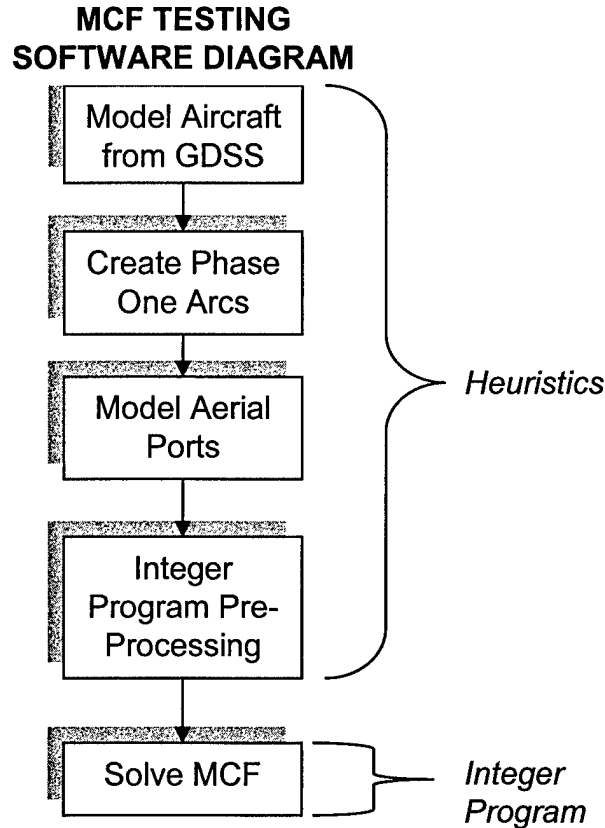 MCF TESTING
SOFTWARE DIAGRAM
Model Aircraft
from GDSS
Create Phase
One Arcs
Model Aerial
Ports
Integer
Program Pre-
Processing
Heuristics
Solve MCF
Integer
Program